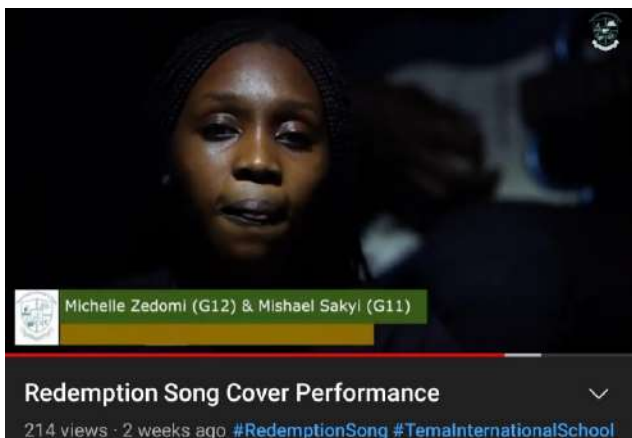 Michelle Zedomi (G12) & Mishael Sakyi (G11)
Redemption Song Cover Performance
214 views · 2 weeks ago #RedemptionSong #TemaInternationalSchool